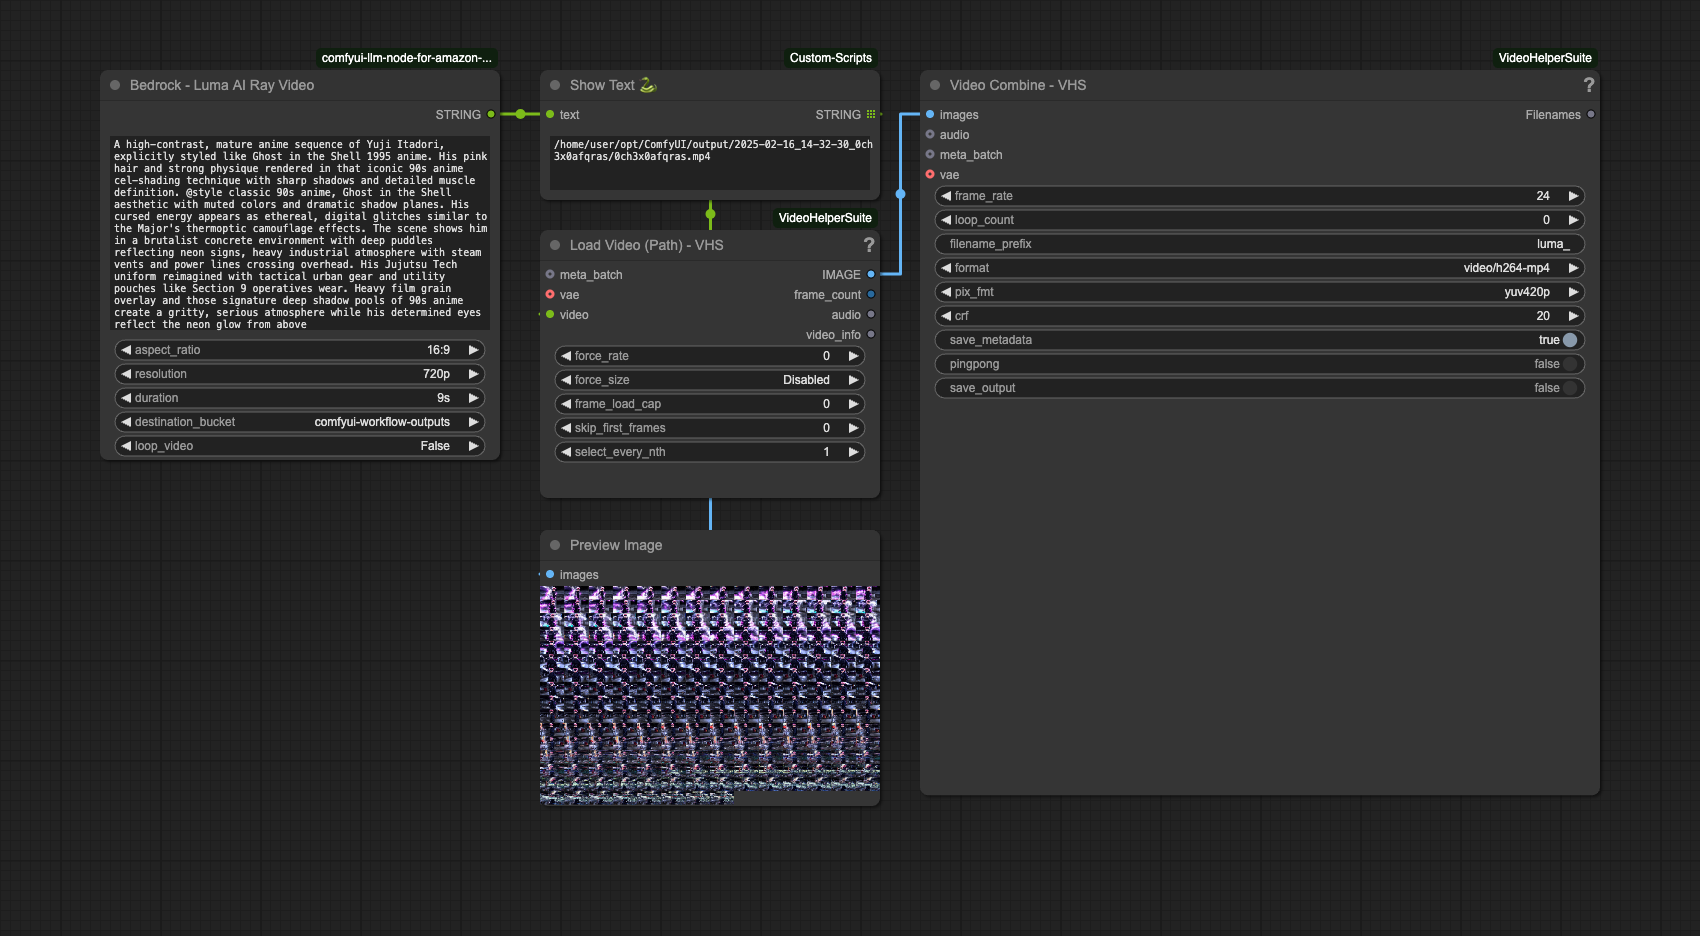 comfyui-llm-node-for-amazon-...
Bedrock - Luma AI Ray Video
STRING
A high-contrast, mature anime sequence of Yuji Itadori,
explicitly styled like Ghost in the Shell 1995 anime. His pink
hair and strong physique rendered in that iconic 90s anime
cel-shading technique with sharp shadows and detailed muscle
definition. @style classic 90s anime, Ghost in the Shell
aesthetic with muted colors and dramatic shadow planes. His
cursed energy appears as ethereal, digital glitches similar to
the Major's thermoptic camouflage effects. The scene shows him
in a brutalist concrete environment with deep puddles
reflecting neon signs, heavy industrial atmosphere with steam
vents and power lines crossing overhead. His Jujutsu Tech
uniform reimagined with tactical urban gear and utility
pouches like Section 9 operatives wear. Heavy film grain
overlay and those signature deep shadow pools of 90s anime
create a gritty, serious atmosphere while his determined eyes
reflect the neon glow from above
aspect_ratio 16:9
resolution 720p
duration 9s
destination_bucket comfyui-workflow-outputs
loop_video False
Custom-Scripts
Show Text 🐍
text STRING
/home/user/opt/ComfyUI/output/2025-02-16_14-32-30_0ch
3x0afqras/0ch3x0afqras.mp4
VideoHelperSuite
Load Video (Path) - VHS ?
meta_batch IMAGE
vae frame_count
video audio
video_info
force_rate 0
force_size Disabled
frame_load_cap 0
skip_first_frames 0
select_every_nth 1
Preview Image
images
VideoHelperSuite
Video Combine - VHS ?
images Filenames
audio
meta_batch
vae
frame_rate 24
loop_count 0
filename_prefix luma_
format video/h264-mp4
pix_fmt yuv420p
crf 20
save_metadata true
pingpong false
save_output false